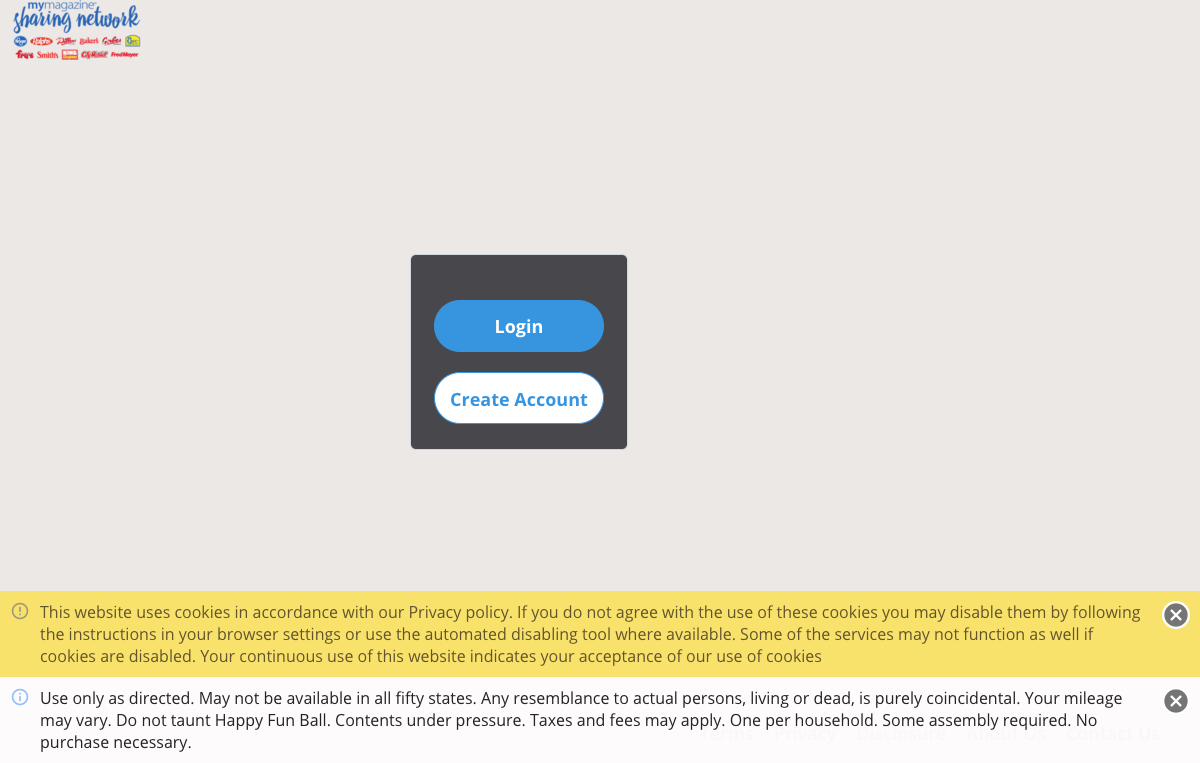 mymagazine
sharing network
Ralphs Dillons Baker's Gerbes
fry's Smith's City Market Fred Meyer
Login
Create Account
This website uses cookies in accordance with our Privacy policy. If you do not agree with the use of these cookies you may disable them by following
the instructions in your browser settings or use the automated disabling tool where available. Some of the services may not function as well if
cookies are disabled. Your continuous use of this website indicates your acceptance of our use of cookies
Use only as directed. May not be available in all fifty states. Any resemblance to actual persons, living or dead, is purely coincidental. Your mileage
may vary. Do not taunt Happy Fun Ball. Contents under pressure. Taxes and fees may apply. One per household. Some assembly required. No
purchase necessary.
Terms Privacy Disclosure About Us Contact Us